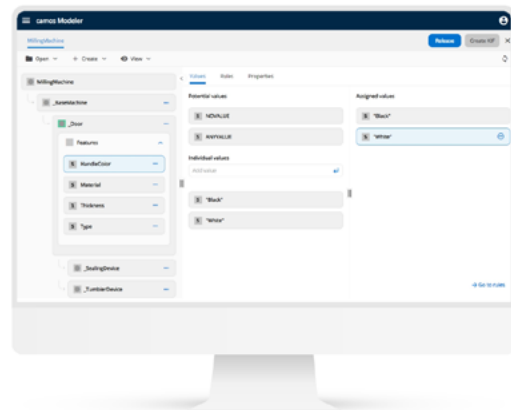 camos Modeler
MillingMachine
Release
Create KIF
Open
+ Create
View
MillingMachine
Values
Rules
Properties
Potential values
Assigned values
_BaseMachine
NOVALUE
"Black"
_Door
ANYVALUE
"White"
Features
Individual values
HandleColor
Add value
Material
Thickness
"Black"
Type
"White"
_SealingDevice
_TumblerDevice
Go to rules